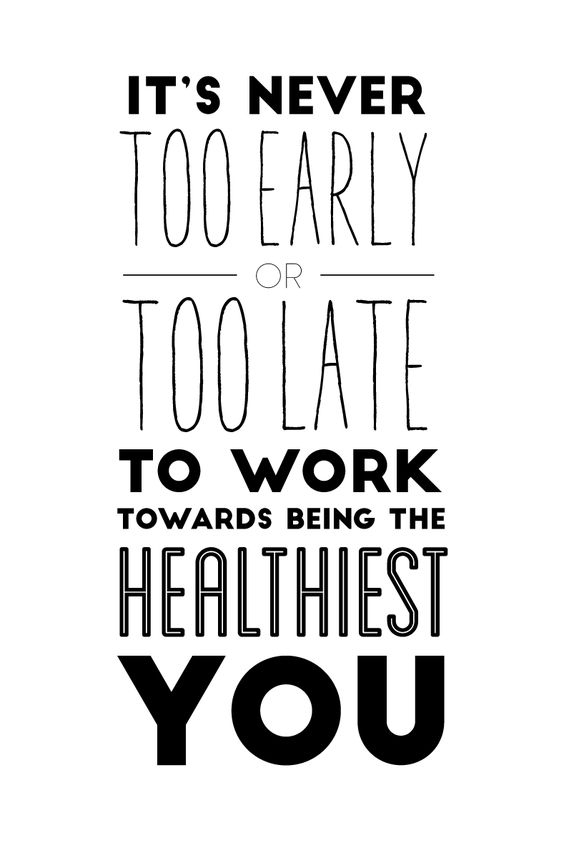 IT'S NEVER
TOO EARLY
OR
TOO LATE
TO WORK
TOWARDS BEING THE
HEALTHIEST
YOU